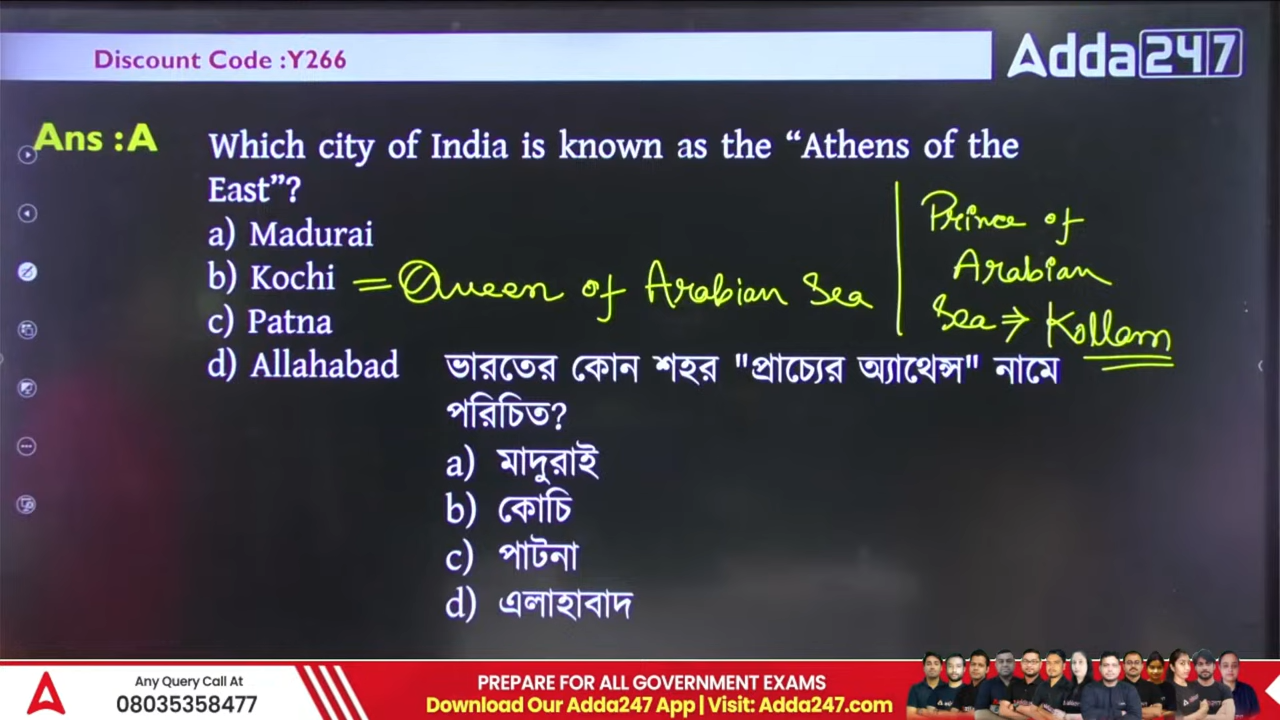 Discount Code :Y266
Adda247
Ans :A
Which city of India is known as the “Athens of the
East”?
a) Madurai
b) Kochi = Queen of Arabian Sea
Prince of
Arabian
Sea ⇒ Kollam
c) Patna
d) Allahabad
ভারতের কোন শহর "প্রাচ্যের অ্যাথেন্স" নামে
পরিচিত?
a) মাদুরাই
b) কোচি
c) পাটনা
d) এলাহাবাদ
Any Query Call At
08035358477
PREPARE FOR ALL GOVERNMENT EXAMS
Download Our Adda247 App | Visit: Adda247.com